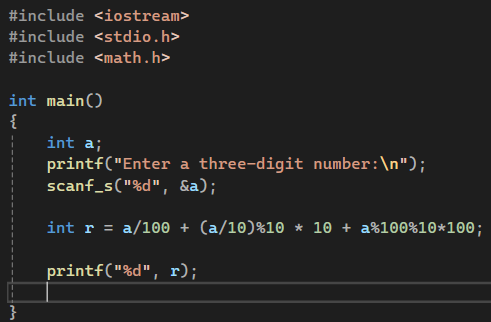 #include <iostream>
#include <stdio.h>
#include <math.h>
int main()
{
int a;
printf("Enter a three-digit number:\n");
scanf_s("%d", &a);
int r = a/100 + (a/10)%10 * 10 + a%100%10*100;
printf("%d", r);
}